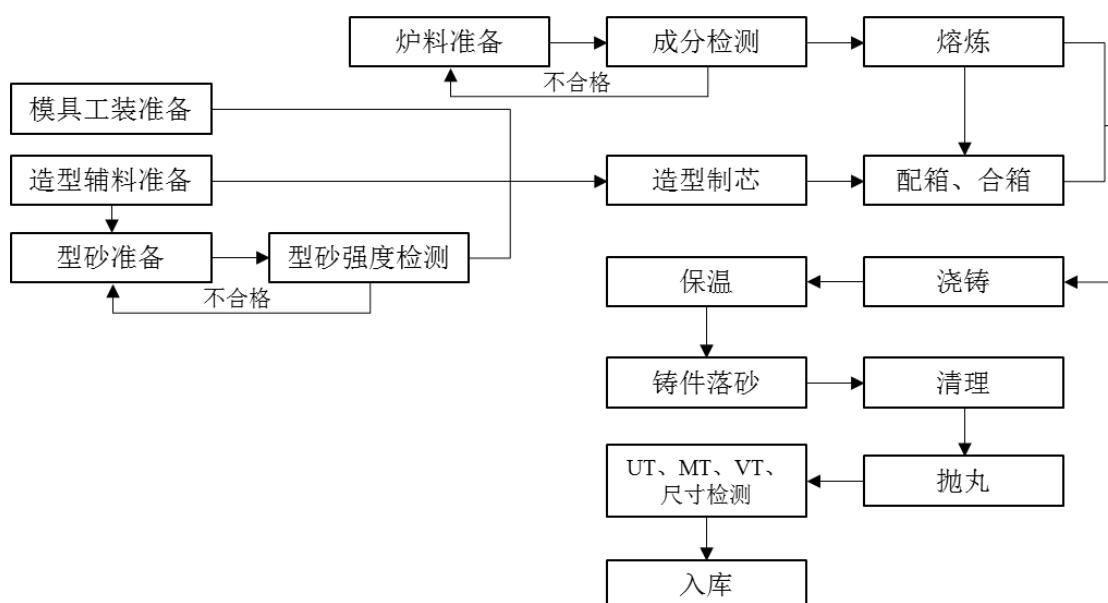 炉料准备
成分检测
熔炼
不合格
模具工装准备
造型辅料准备
造型制芯
配箱、合箱
型砂准备
型砂强度检测
不合格
保温
浇铸
铸件落砂
清理
UT、MT、VT、
尺寸检测
抛丸
入库